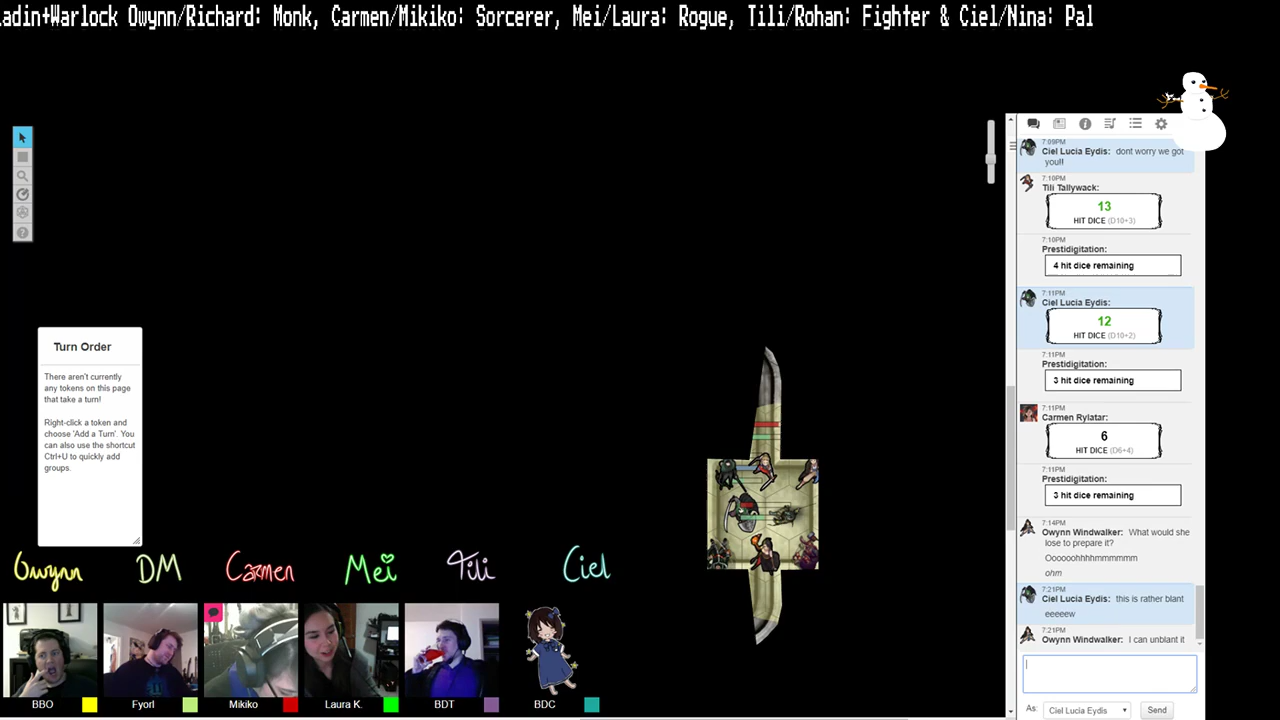 adin+Warlock Owynn/Richard: Monk, Carmen/Mikiko: Sorcerer, Mei/Laura: Rogue, Tili/Rohan: Fighter & Ciel/Nina: Pal
7:09PM
Ciel Lucia Eydis: dont worry we got
you!!
7:10PM
Tili Tallywack:
13
HIT DICE (D10+3)
7:10PM
Prestidigitation:
4 hit dice remaining
7:11PM
Ciel Lucia Eydis:
12
HIT DICE (D10+2)
7:11PM
Prestidigitation:
3 hit dice remaining
7:11PM
Carmen Rylatar:
6
HIT DICE (D6+4)
7:11PM
Prestidigitation:
3 hit dice remaining
7:14PM
Owynn Windwalker: What would she
lose to prepare it?
Oooooohhhhmmmmmm
ohm
7:21PM
Ciel Lucia Eydis: this is rather blant
eeeeew
7:21PM
Owynn Windwalker: I can unblant it
As: Ciel Lucia Eydis Send
Turn Order
There aren't currently
any tokens on this page
that take a turn!
Right-click a token and
choose 'Add a Turn'. You
can also use the shortcut
Ctrl+U to quickly add
groups.
Owynn DM Carmen Mei Tili Ciel
BBO Fyorl Mikiko Laura K. BDT BDC